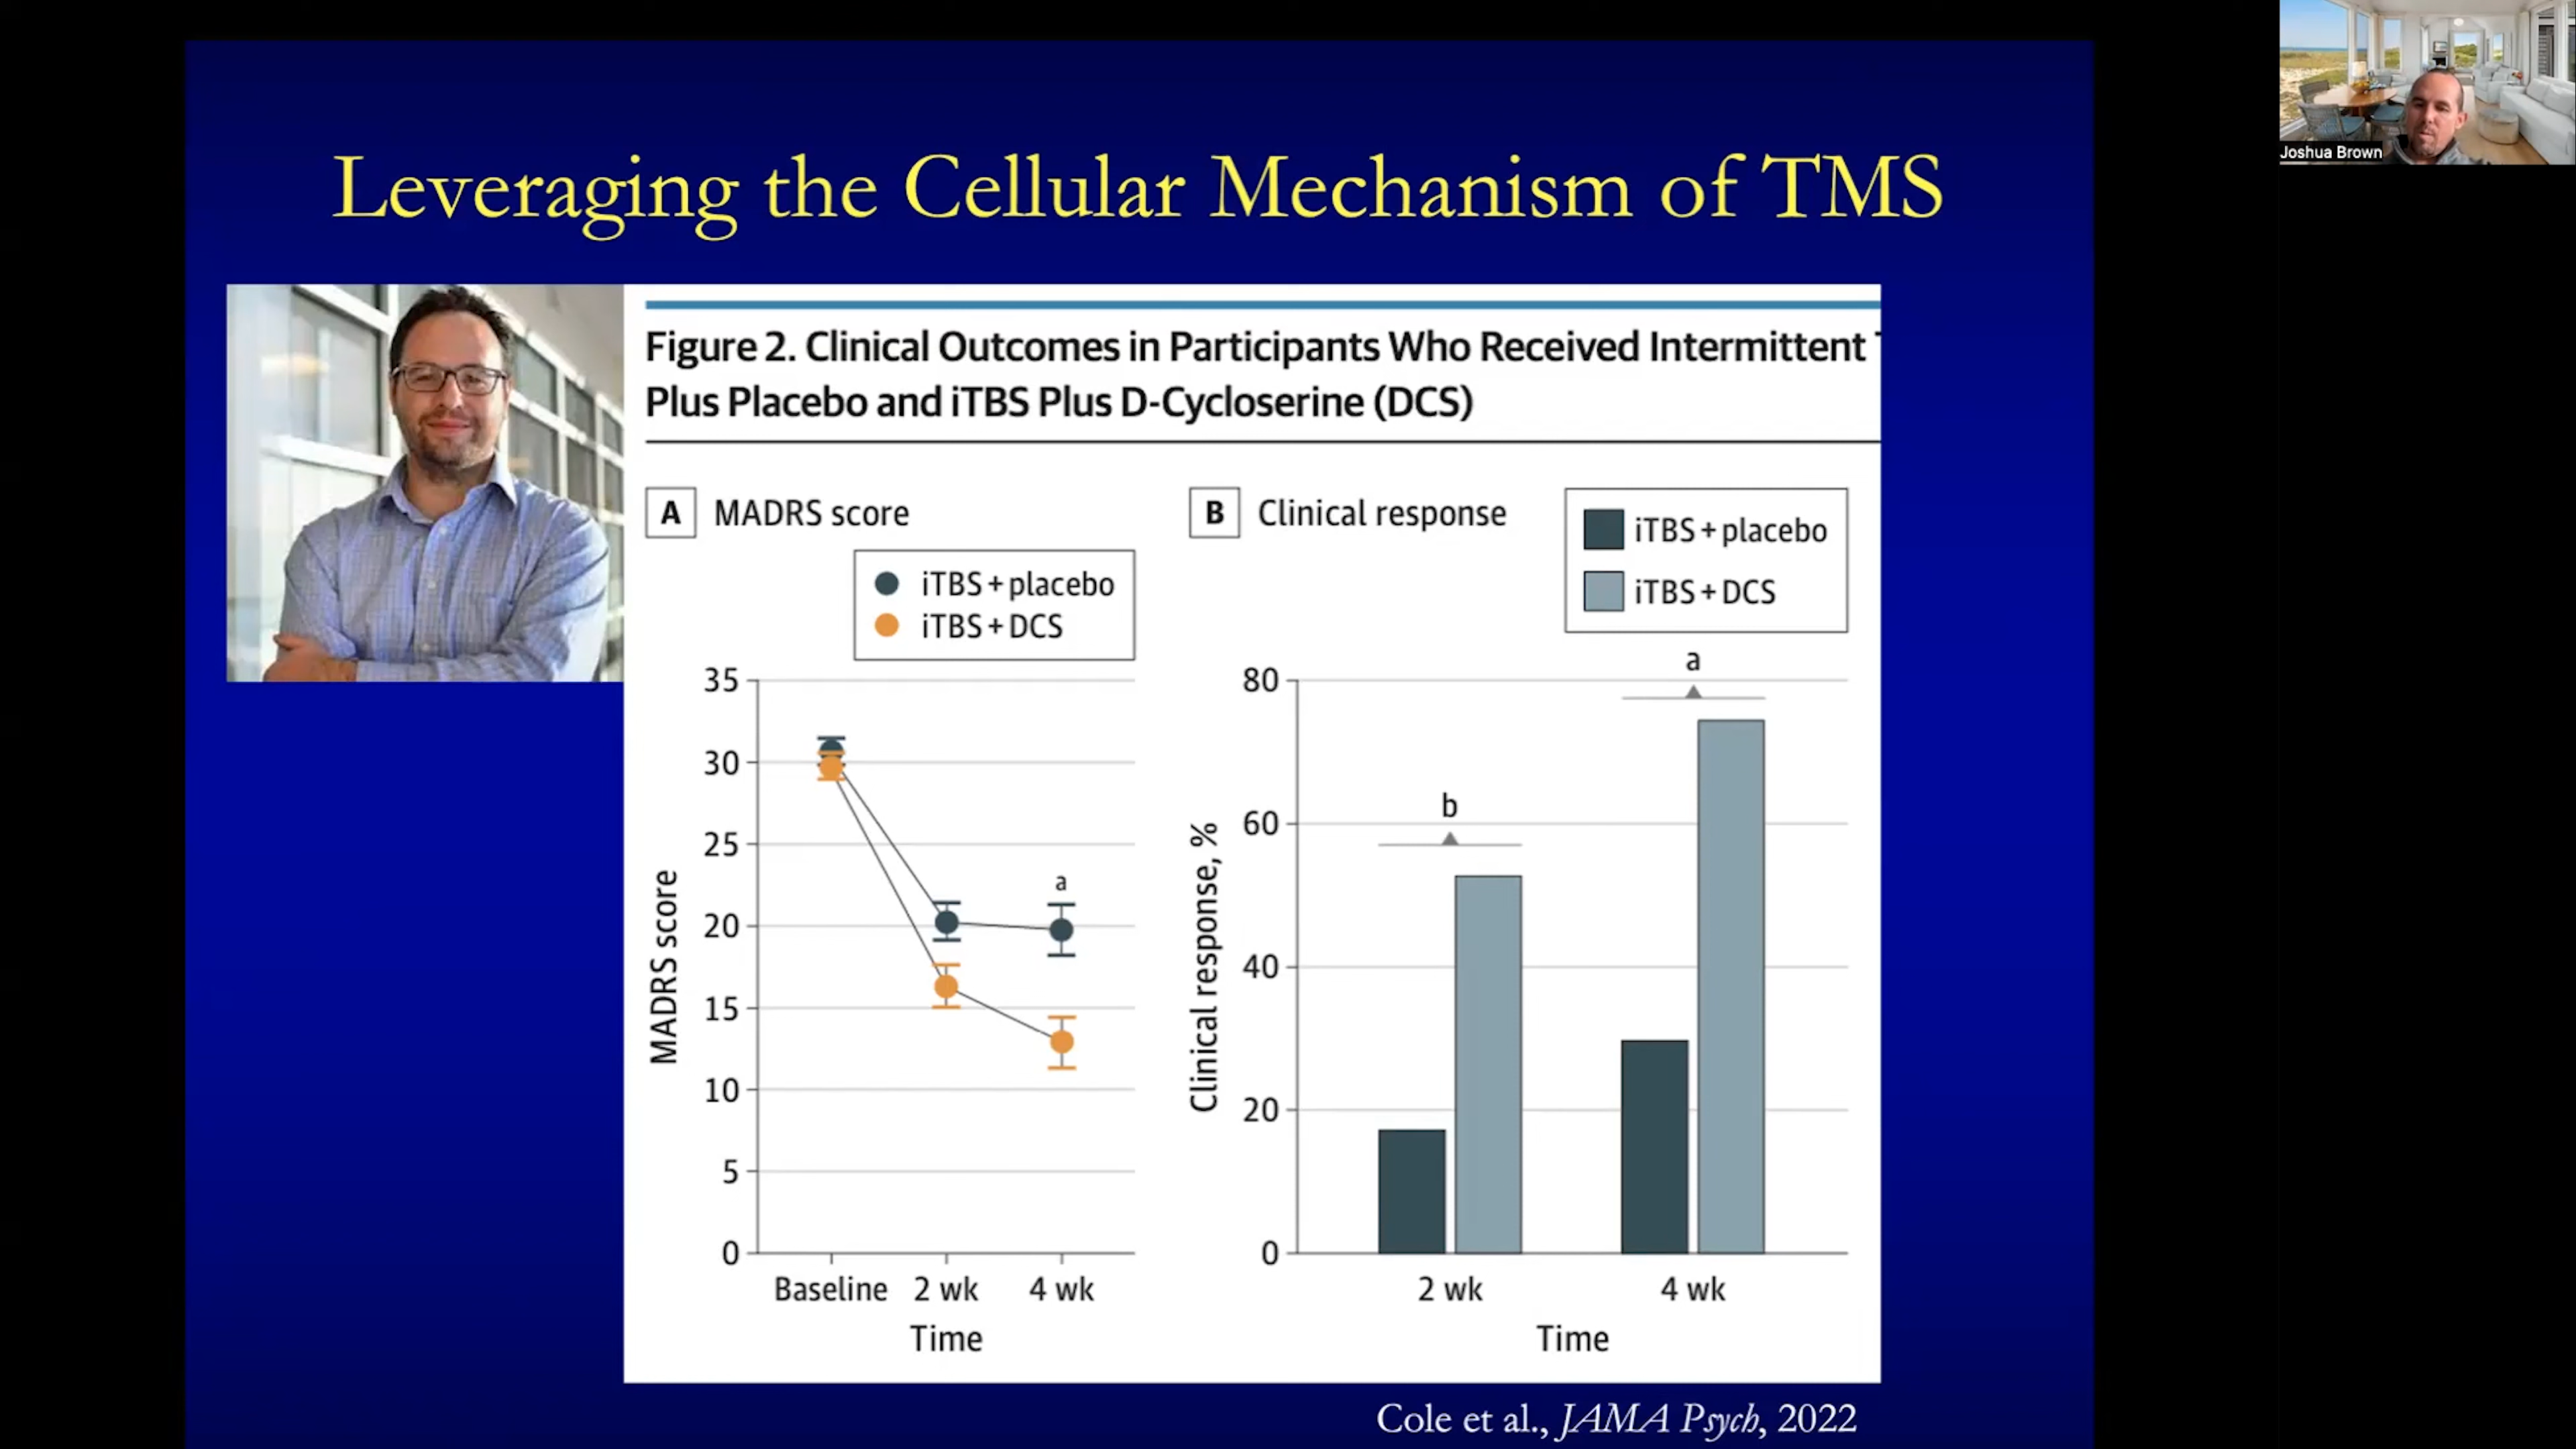 Leveraging the Cellular Mechanism of TMS
Joshua Brown
Figure 2. Clinical Outcomes in Participants Who Received Intermittent
Plus Placebo and iTBS Plus D-Cycloserine (DCS)
A MADRS score
iTBS + placebo
iTBS + DCS
35
30
25
20
15
10
5
0
MADRS score
a
Baseline 2 wk 4 wk
Time
B Clinical response
iTBS + placebo
iTBS + DCS
80
60
40
20
0
Clinical response, %
b
a
2 wk 4 wk
Time
Cole et al., JAMA Psych, 2022